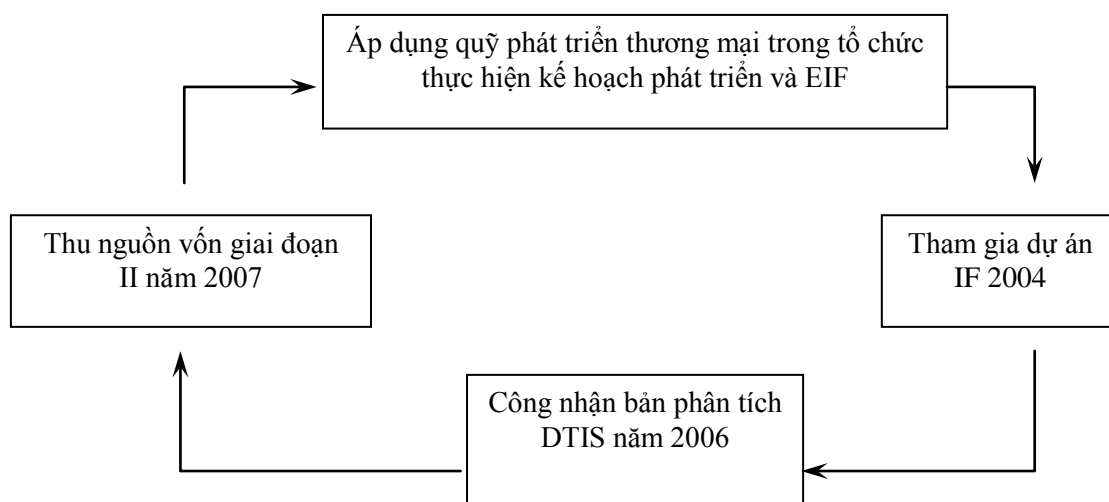 Áp dụng quỹ phát triển thương mại trong tổ chức
thực hiện kế hoạch phát triển và EIF
Thu nguồn vốn giai đoạn
II năm 2007
Tham gia dự án
IF 2004
Công nhận bản phân tích
DTIS năm 2006